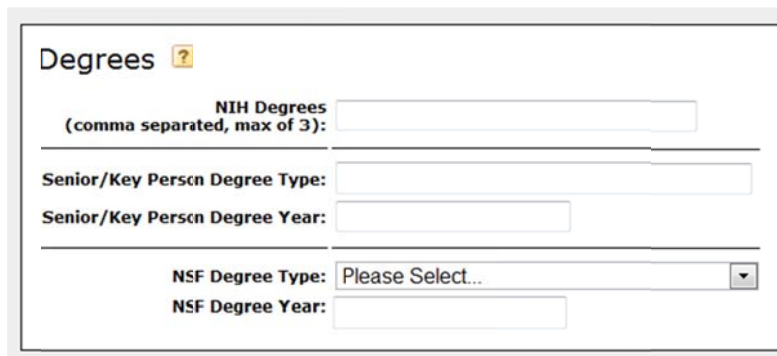 Degrees ?
NIH Degrees
(comma separated, max of 3):
Senior/Key Person Degree Type:
Senior/Key Person Degree Year:
NSF Degree Type: Please Select...
NSF Degree Year: